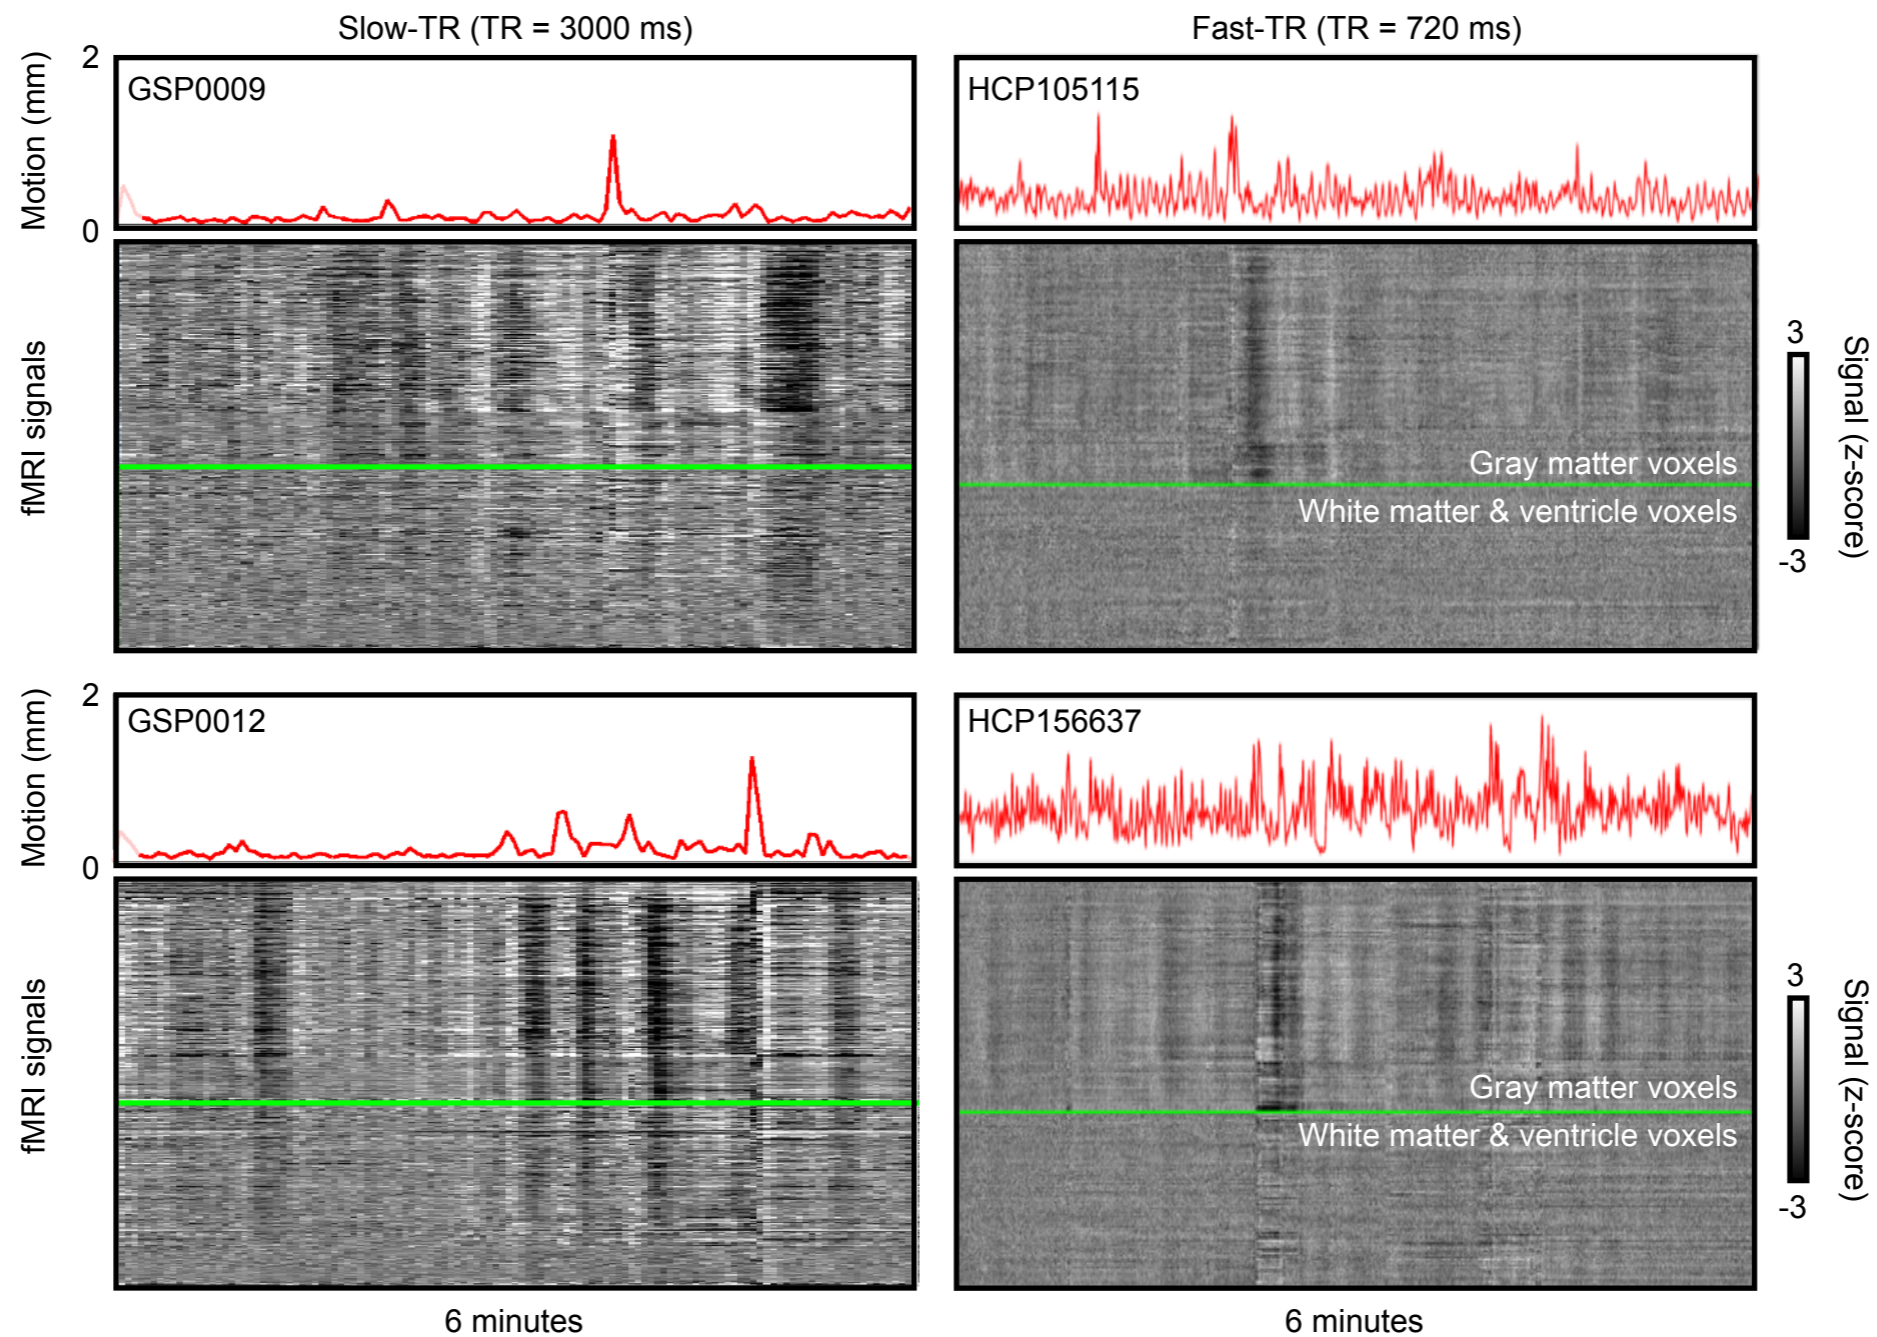 Slow-TR (TR = 3000 ms)
Fast-TR (TR = 720 ms)
Motion (mm)
2
0
GSP0009
HCP105115
fMRI signals
Gray matter voxels
White matter & ventricle voxels
3
-3
Signal (z-score)
Motion (mm)
2
0
GSP0012
HCP156637
fMRI signals
Gray matter voxels
White matter & ventricle voxels
3
-3
Signal (z-score)
6 minutes
6 minutes